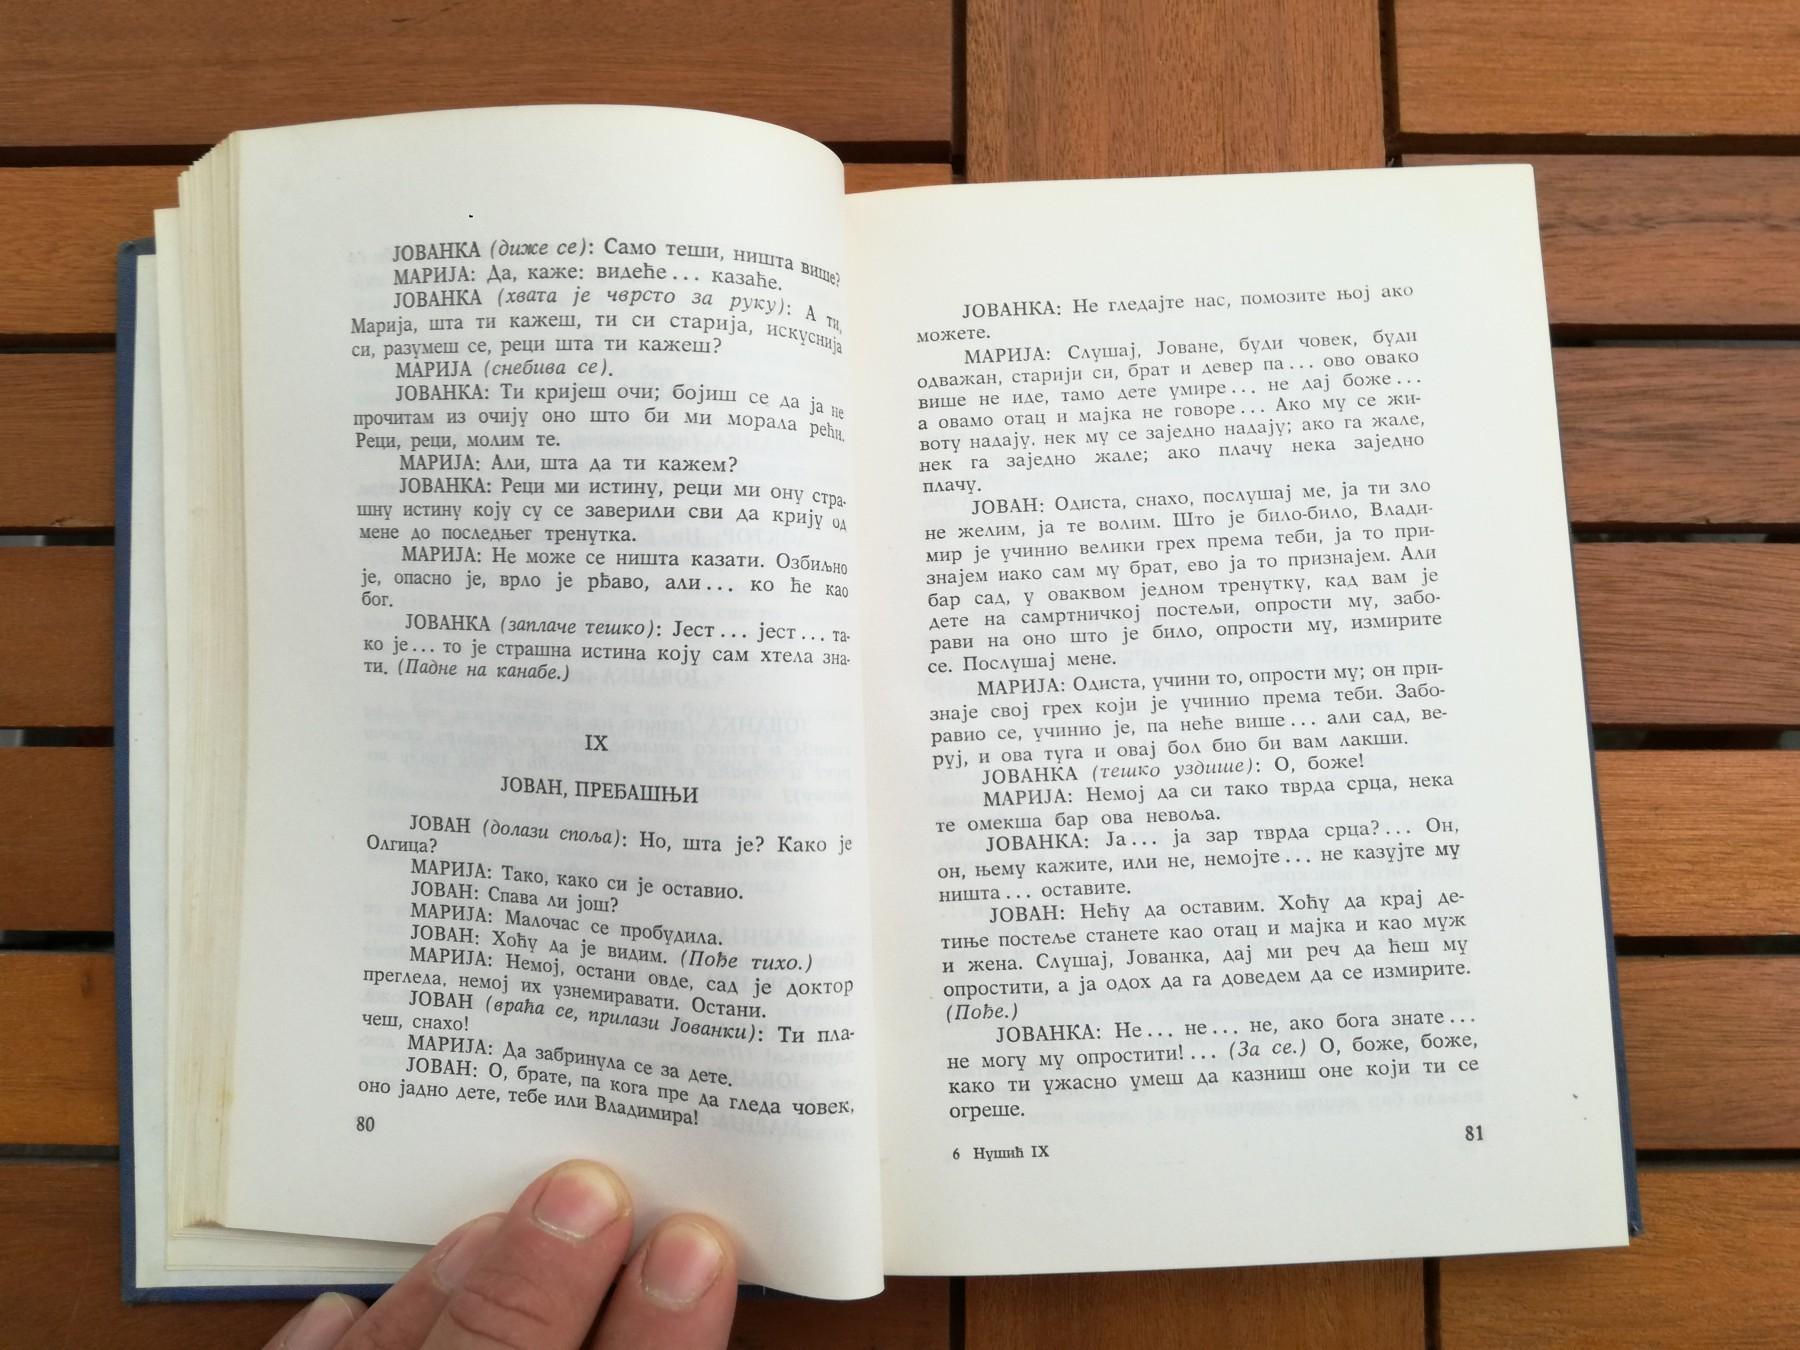 ЈОВАНКА (диже се): Само теши, ништа више?
МАРИЈА: Да, каже: видеће... казаће.
ЈОВАНКА (хвата је чврсто за руку): А ти,
Марија, шта ти кажеш, ти си старија, искуснија
си, разумеш се, реци шта ти кажеш?
МАРИЈА (снебива се).
ЈОВАНКА: Ти кријеш очи; бојиш се да ја не
прочитам из очију оно што би ми морала рећи.
Реци, реци, молим те.
МАРИЈА: Али, шта да ти кажем?
ЈОВАНКА: Реци ми истину, реци ми ону стра-
шну истину коју су се заверили сви да крију од
мене до последњег тренутка.
МАРИЈА: Не може се ништа казати. Озбиљно
је, опасно је, врло је рђаво, али... ко ће као
бог.
ЈОВАНКА (заплаче тешко): Јест... јест... та-
ко је... то је страшна истина коју сам хтела зна-
ти. (Падне на канабе.)
IX
ЈОВАН, ПРЕЂАШЊИ
ЈОВАН (долази споља): Но, шта је? Како је
Олгица?
МАРИЈА: Тако, како си је оставио.
ЈОВАН: Спава ли још?
МАРИЈА: Малочас се пробудила.
ЈОВАН: Хоћу да је видим. (Пође тихо.)
МАРИЈА: Немој, остани овде, сад је доктор
прегледа, немој их узнемиравати. Остани.
ЈОВАН (враћа се, прилази Јованки): Ти пла-
чеш, снахо!
МАРИЈА: Да забринула се за дете.
ЈОВАН: О, брате, па кога пре да гледа човек,
оно јадно дете, тебе или Владимира!
80
ЈОВАНКА: Не гледајте нас, помозите њој ако
можете.
МАРИЈА: Слушај, Јоване, буди човек, буди
одважан, старији си, брат и девер па... ово овако
више не иде, тамо дете умире... не дај боже...
а овамо отац и мајка не говоре... Ако му се жи-
воту надају, нек му се заједно надају; ако га жале,
нек га заједно жале; ако плачу нека заједно
плачу.
ЈОВАН: Одиста, снахо, послушај ме, ја ти зло
не желим, ја те волим. Што је било-било, Влади-
мир је учинио велики грех према теби, ја то при-
знајем иако сам му брат, ево ја то признајем. Али
бар сад, у оваквом једном тренутку, кад вам је
дете на самртничкој постељи, опрости му, забо-
рави на оно што је било, опрости му, измирите
се. Послушај мене.
МАРИЈА: Одиста, учини то, опрости му; он при-
знаје свој грех који је учинио према теби. Забо-
равио се, учинио је, па неће више... али сад, ве-
руј, и ова туга и овај бол био би вам лакши.
ЈОВАНКА (тешко уздише): О, боже!
МАРИЈА: Немој да си тако тврда срца, нека
те омекша бар ова невоља.
ЈОВАНКА: Ја... ја зар тврда срца?... Он,
он, њему кажите, или не, немојте... не казујте му
ништа... оставите.
ЈОВАН: Нећу да оставим. Хоћу да крај де-
тиње постеље станете као отац и мајка и као муж
и жена. Слушај, Јованка, дај ми реч да ћеш му
опростити, а ја одох да га доведем да се измирите.
(Пође.)
ЈОВАНКА: Не... не... не, ако бога знате...
не могу му опростити!... (За се.) О, боже, боже,
како ти ужасно умеш да казниш оне који ти се
огреше.
6 Нушић IX
81